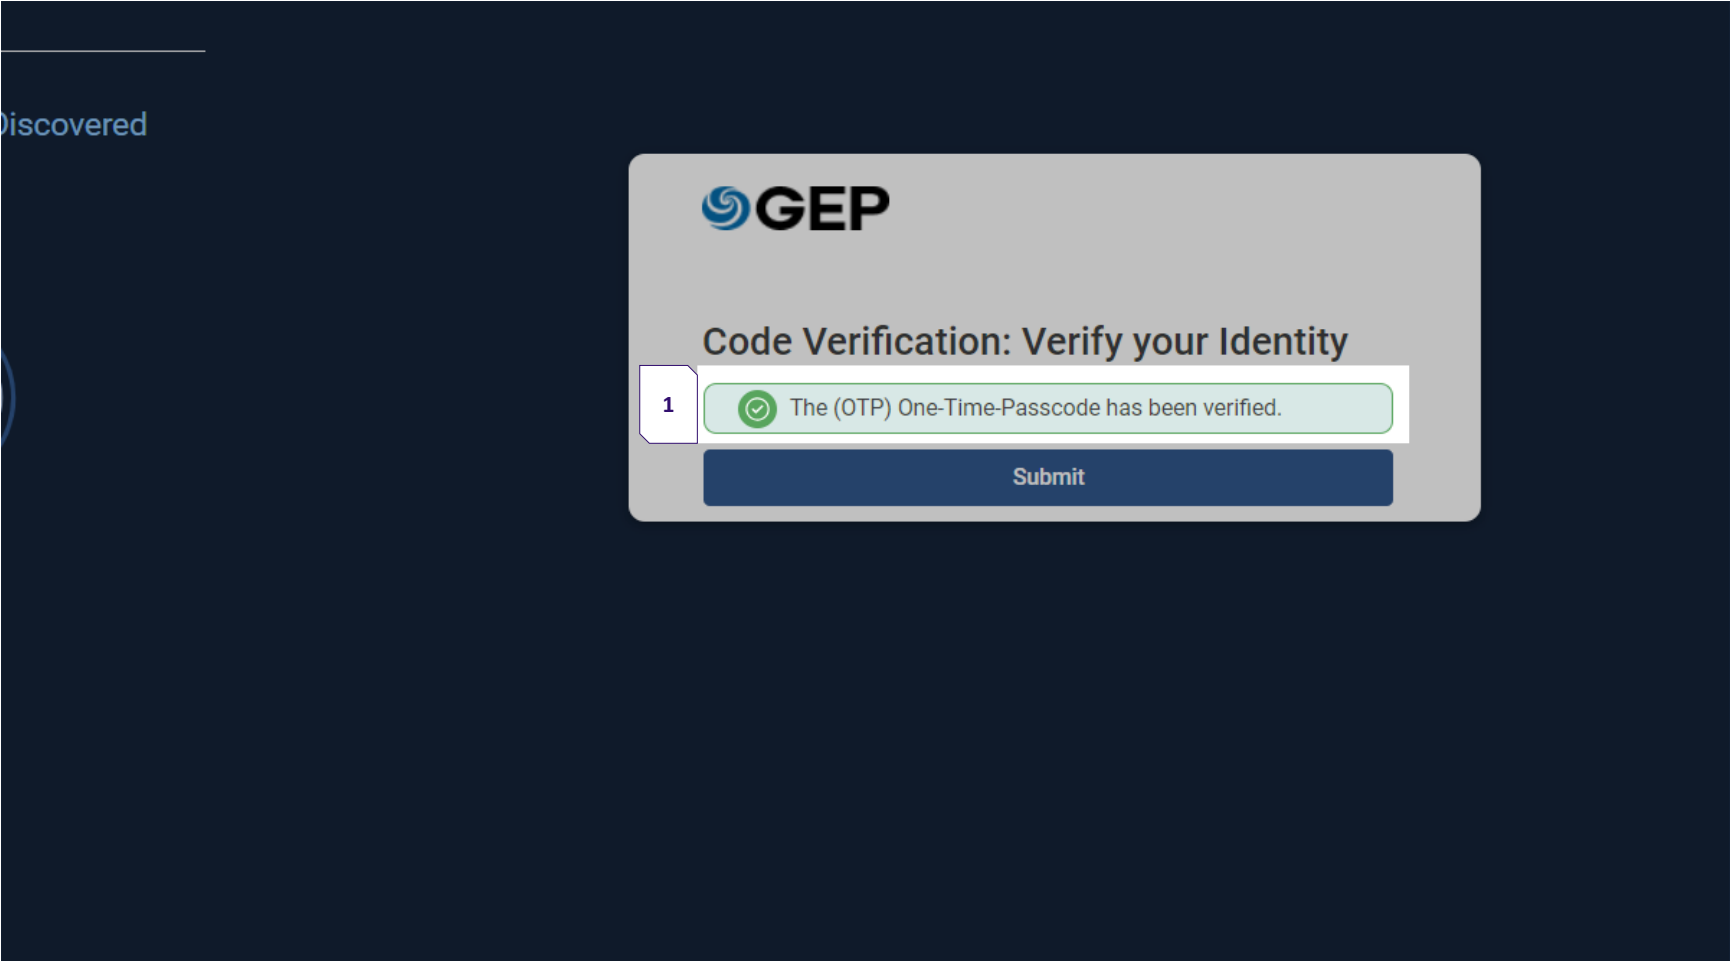 Discovered
GEP
Code Verification: Verify your Identity
1
The (OTP) One-Time-Passcode has been verified.
Submit